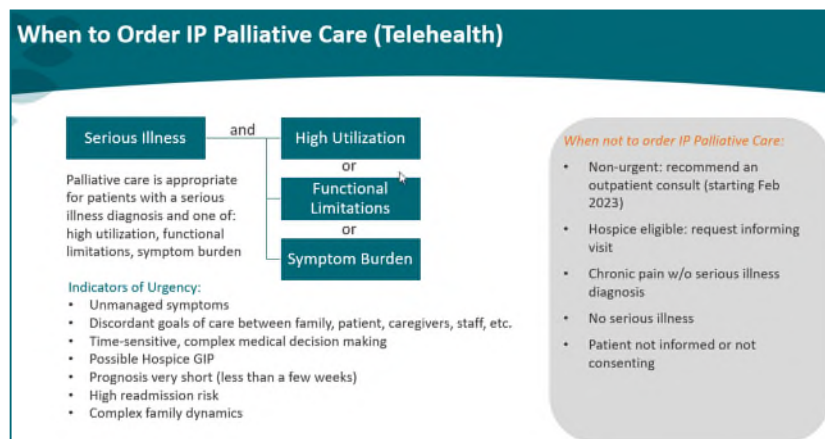 When to Order IP Palliative Care (Telehealth)
Serious Illness
and
High Utilization
or
Functional
Limitations
or
Symptom Burden
Palliative care is appropriate
for patients with a serious
illness diagnosis and one of:
high utilization, functional
limitations, symptom burden
Indicators of Urgency:
• Unmanaged symptoms
• Discordant goals of care between family, patient, caregivers, staff, etc.
• Time-sensitive, complex medical decision making
• Possible Hospice GIP
• Prognosis very short (less than a few weeks)
• High readmission risk
• Complex family dynamics
When not to order IP Palliative Care:
• Non-urgent: recommend an
outpatient consult (starting Feb
2023)
• Hospice eligible: request informing
visit
• Chronic pain w/o serious illness
diagnosis
• No serious illness
• Patient not informed or not
consenting